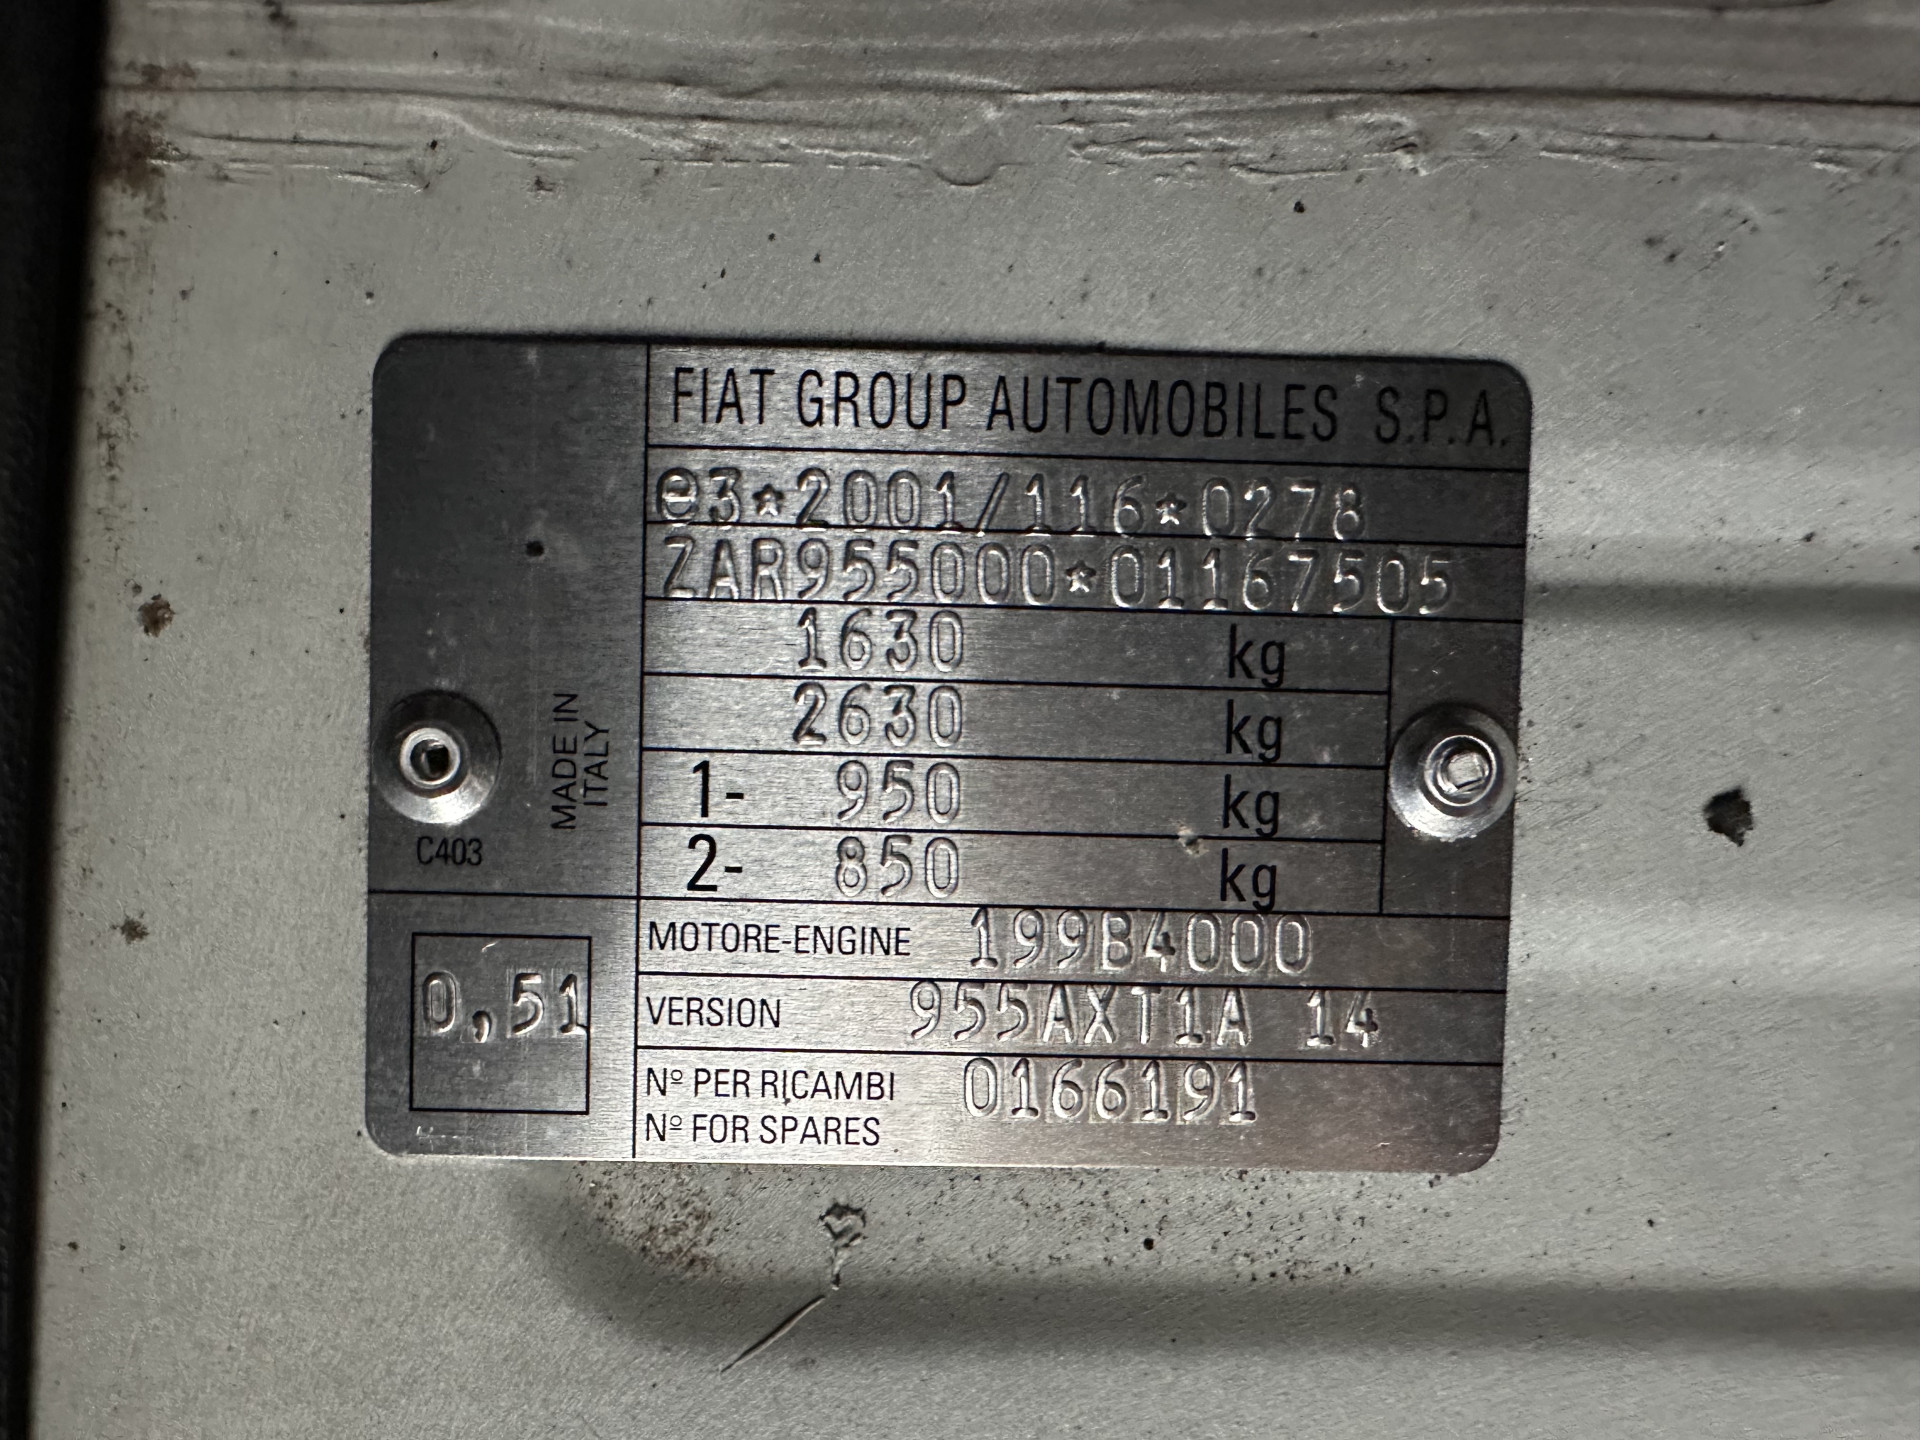 FIAT GROUP AUTOMOBILES S.P.A.
e3*2001/116*0278
ZAR955000*01167505
1630 kg
2630 kg
1- 950 kg
2- 850 kg
MADE IN
ITALY
C403
MOTORE-ENGINE 199B4000
0,51
VERSION 955AXT1A 14
Nº PER RICAMBI 0166191
Nº FOR SPARES